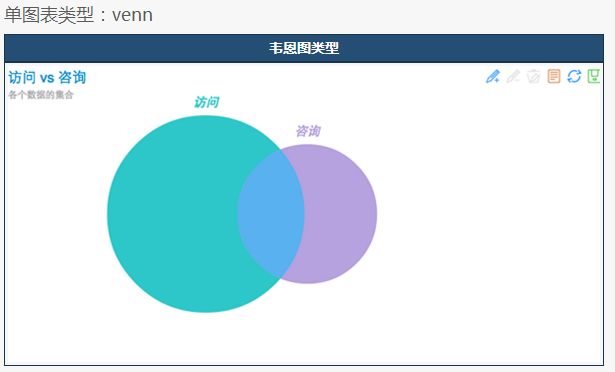 单图表类型：venn
韦恩图类型
访问 vs 咨询
各个数据的集合
访问
咨询